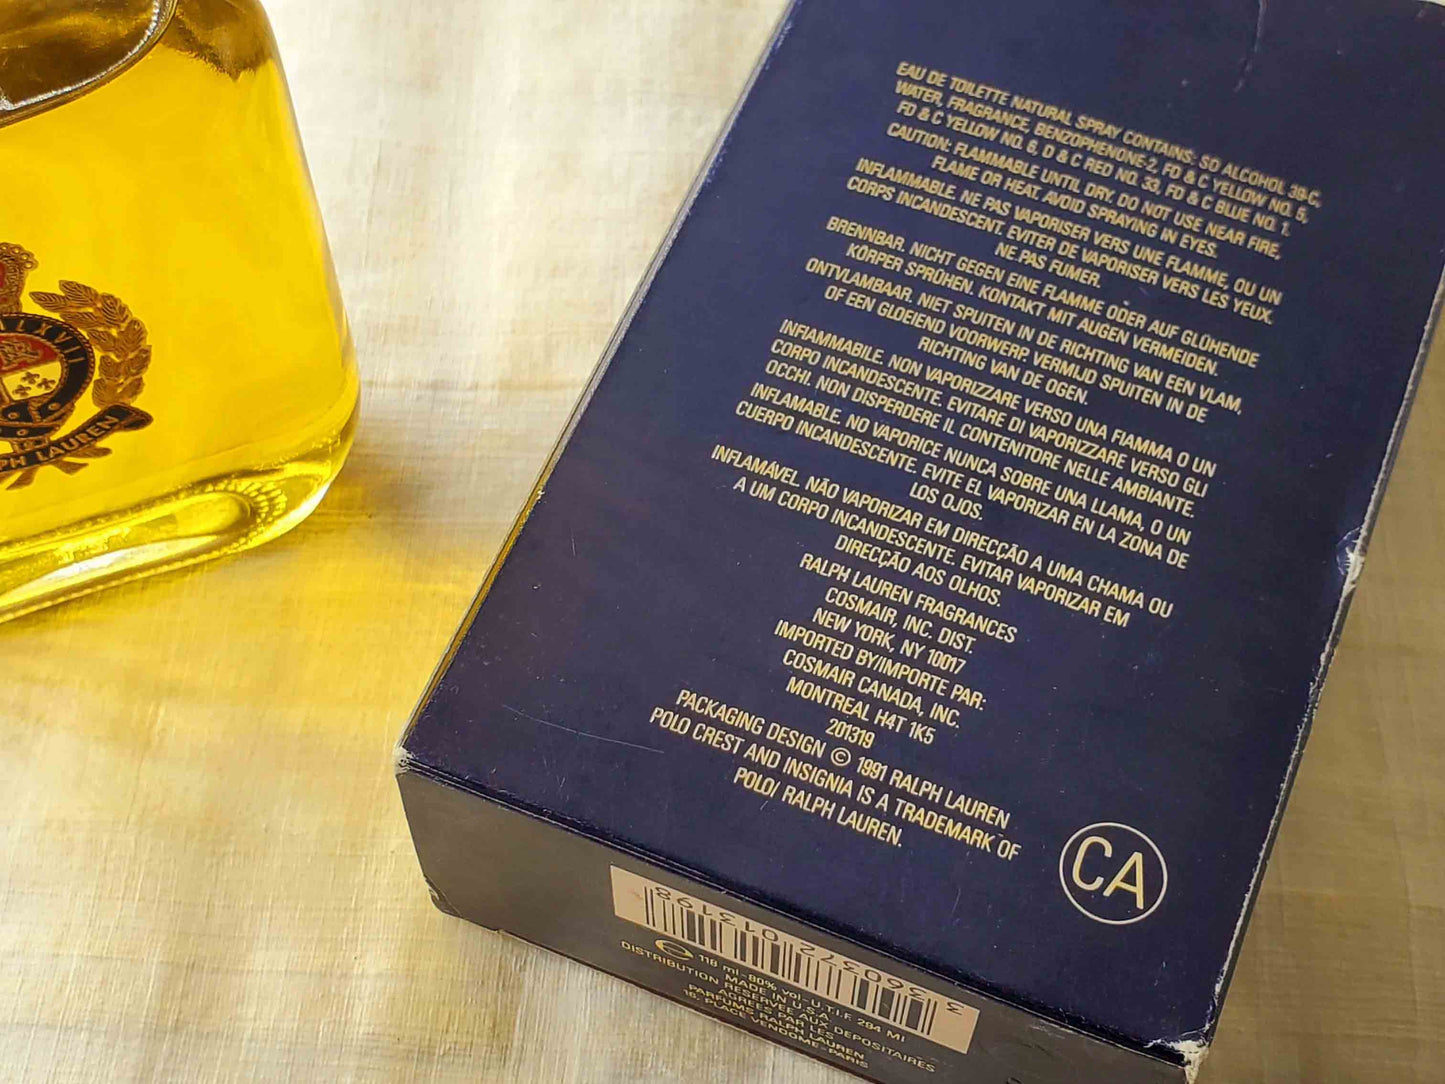 LXVII
PH LAUREN
EAU DE TOILETTE NATURAL SPRAY CONTAINS: SD ALCOHOL 39-C,
WATER, FRAGRANCE, BENZOPHENONE-2, FD & C YELLOW NO. 5,
FD & C YELLOW NO. 6, D & C RED NO. 33, FD & C BLUE NO. 1.
CAUTION: FLAMMABLE UNTIL DRY. DO NOT USE NEAR FIRE,
FLAME OR HEAT. AVOID SPRAYING IN EYES.
INFLAMMABLE. NE PAS VAPORISER VERS UNE FLAMME, OU UN
CORPS INCANDESCENT. EVITER DE VAPORISER VERS LES YEUX.
NE PAS FUMER.
BRENNBAR. NICHT GEGEN EINE FLAMME ODER AUF GLÜHENDE
KÖRPER SPRÜHEN. KONTAKT MIT AUGEN VERMEIDEN.
ONTVLAMBAAR. NIET SPUITEN IN DE RICHTING VAN EEN VLAM,
OF EEN GLOEIEND VOORWERP. VERMIJD SPUITEN IN DE
RICHTING VAN DE OGEN.
INFIAMMABILE. NON VAPORIZZARE VERSO UNA FIAMMA O UN
CORPO INCANDESCENTE. EVITARE DI VAPORIZZARE VERSO GLI
OCCHI. NON DISPERDERE IL CONTENITORE NELLE AMBIANTE.
INFLAMABLE. NO VAPORICE NUNCA SOBRE UNA LLAMA, O UN
CUERPO INCANDESCENTE. EVITE EL VAPORIZAR EN LA ZONA DE
LOS OJOS.
INFLAMÁVEL. NÃO VAPORIZAR EM DIRECÇÃO A UMA CHAMA OU
A UM CORPO INCANDESCENTE. EVITAR VAPORIZAR EM
DIRECÇÃO AOS OLHOS.
RALPH LAUREN FRAGRANCES
COSMAIR, INC. DIST.
NEW YORK, NY 10017
IMPORTED BY/IMPORTE PAR:
COSMAIR CANADA, INC.
MONTREAL H4T 1K5
201319
PACKAGING DESIGN © 1991 RALPH LAUREN
POLO CREST AND INSIGNIA IS A TRADEMARK OF
POLO/ RALPH LAUREN.
CA
3 360372 013198
e 118 ml-80% vol-U.T.I.F 294 MI
MADE IN U.S.A
DISTRIBUTION RESERVEE AUX DEPOSITAIRES
AGREES PAR LES
PARFUMS RALPH LAUREN
16, PLACE VENDOME-PARIS